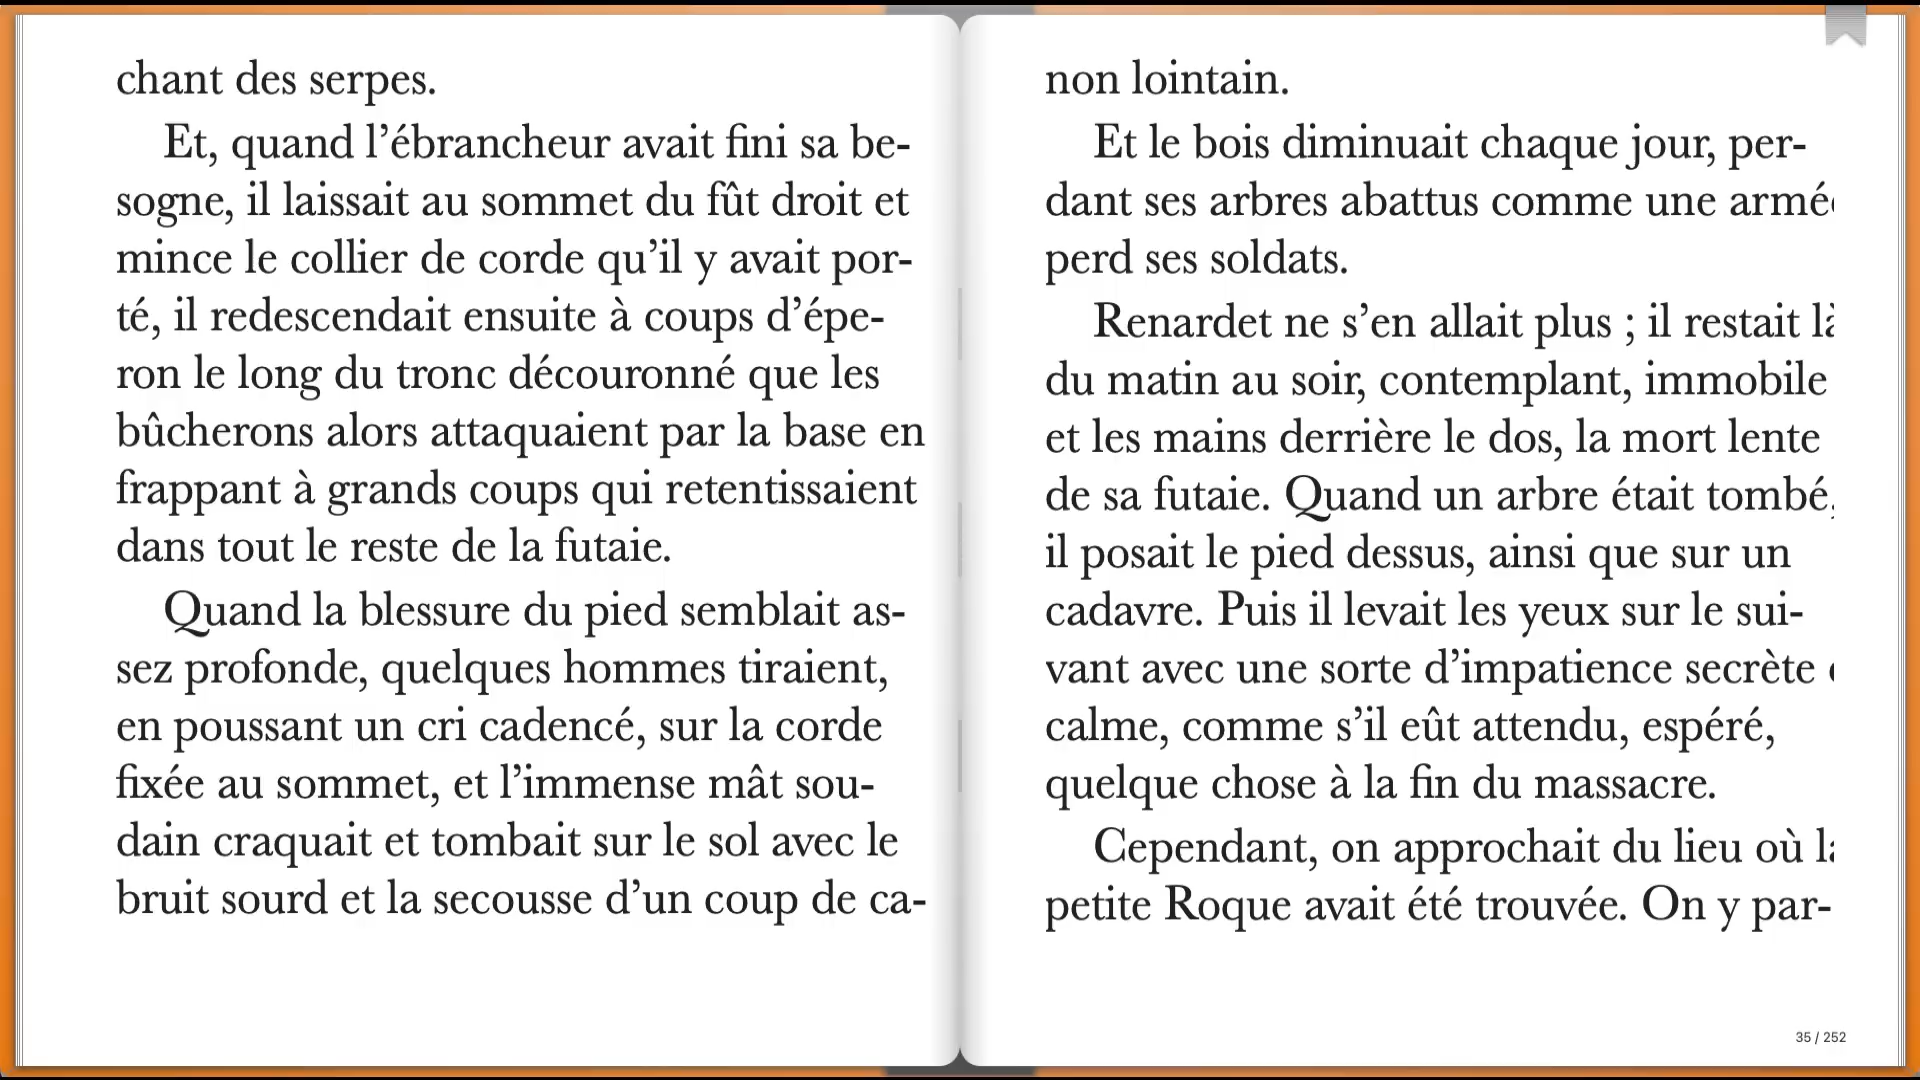 chant des serpes.
Et, quand l’ébrancheur avait fini sa be-
sogne, il laissait au sommet du fût droit et
mince le collier de corde qu’il y avait por-
té, il redescendait ensuite à coups d’épe-
ron le long du tronc découronné que les
bûcherons alors attaquaient par la base en
frappant à grands coups qui retentissaient
dans tout le reste de la futaie.
Quand la blessure du pied semblait as-
sez profonde, quelques hommes tiraient,
en poussant un cri cadencé, sur la corde
fixée au sommet, et l’immense mât sou-
dain craquait et tombait sur le sol avec le
bruit sourd et la secousse d’un coup de ca-
non lointain.
Et le bois diminuait chaque jour, per-
dant ses arbres abattus comme une armée
perd ses soldats.
Renardet ne s’en allait plus ; il restait là
du matin au soir, contemplant, immobile
et les mains derrière le dos, la mort lente
de sa futaie. Quand un arbre était tombé,
il posait le pied dessus, ainsi que sur un
cadavre. Puis il levait les yeux sur le sui-
vant avec une sorte d’impatience secrète
calme, comme s’il eût attendu, espéré,
quelque chose à la fin du massacre.
Cependant, on approchait du lieu où la
petite Roque avait été trouvée. On y par-
35 / 252